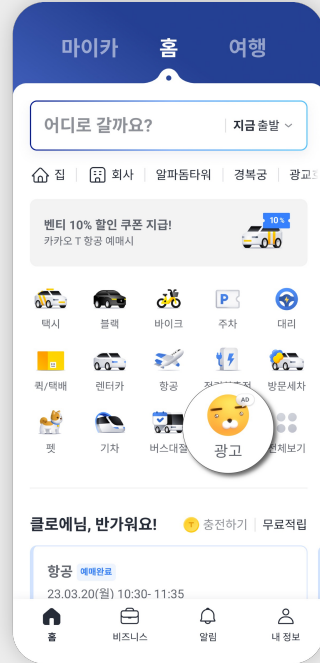 마이카 홈 여행
어디로 갈까요? 지금 출발
집 회사 알파돔타워 경복궁 광교
벤티 10% 할인 쿠폰 지급!
10%
카카오 T 항공 예매시
택시 블랙 바이크 P 주차 대리
퀵/택배 렌터카 항공 방문세차
AD
펫 기차 버스대절 광고 전체보기
클로에님, 반가워요! T 충전하기 무료적립
항공 예매완료
23.03.20(월) 10:30- 11:35
홈 비즈니스 알림 내 정보